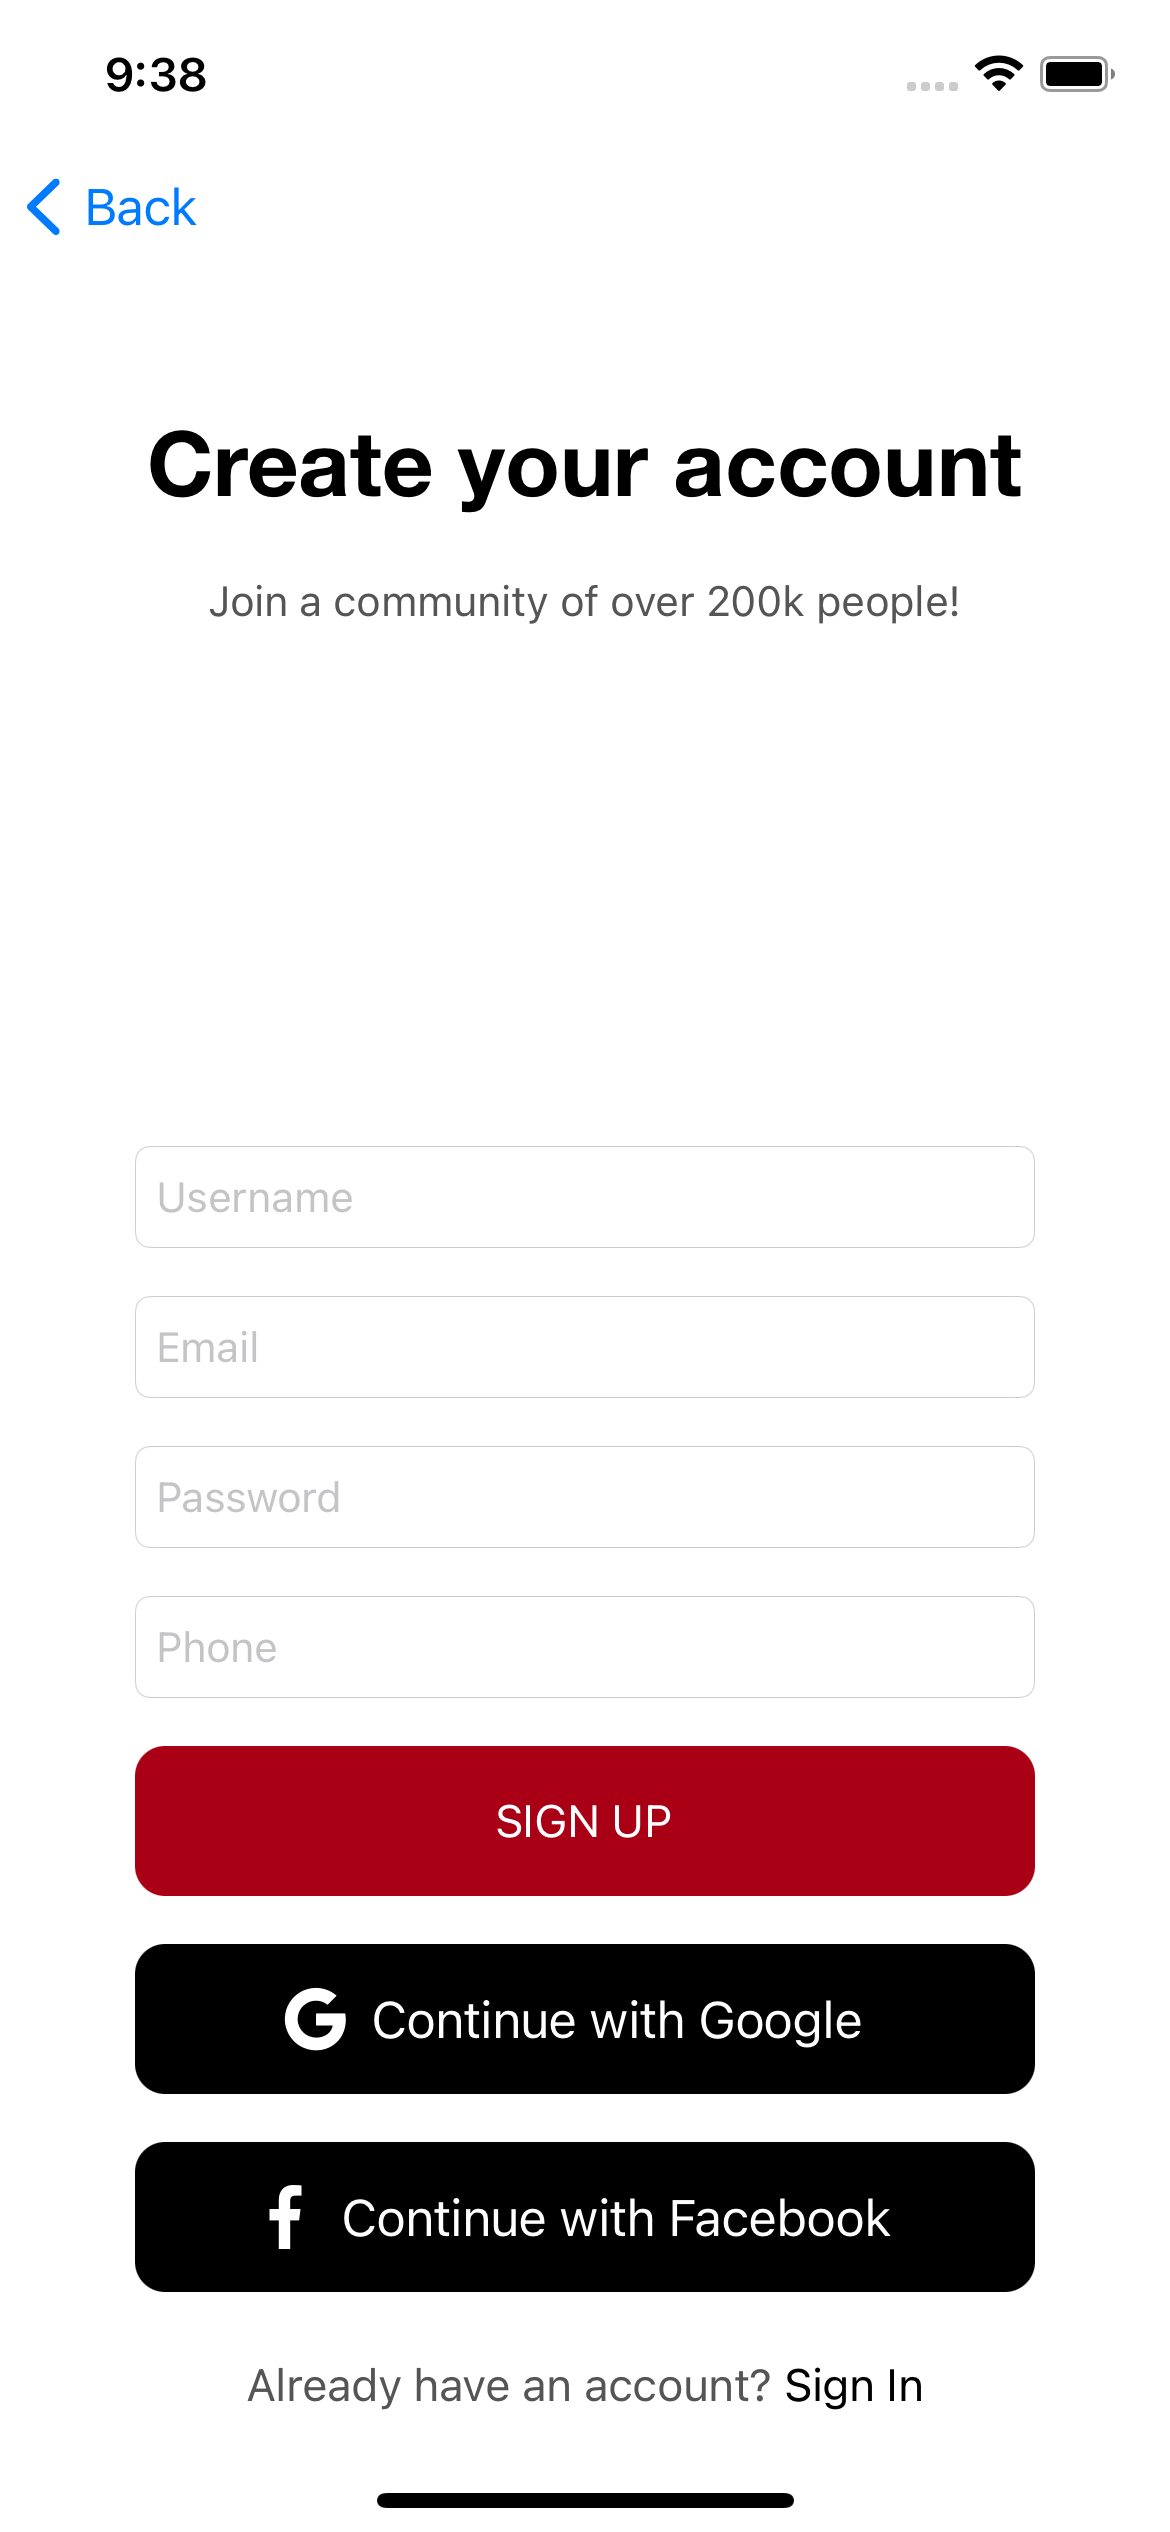 9:38
Back
Create your account
Join a community of over 200k people!
Username
Email
Password
Phone
SIGN UP
Continue with Google
Continue with Facebook
Already have an account? Sign In